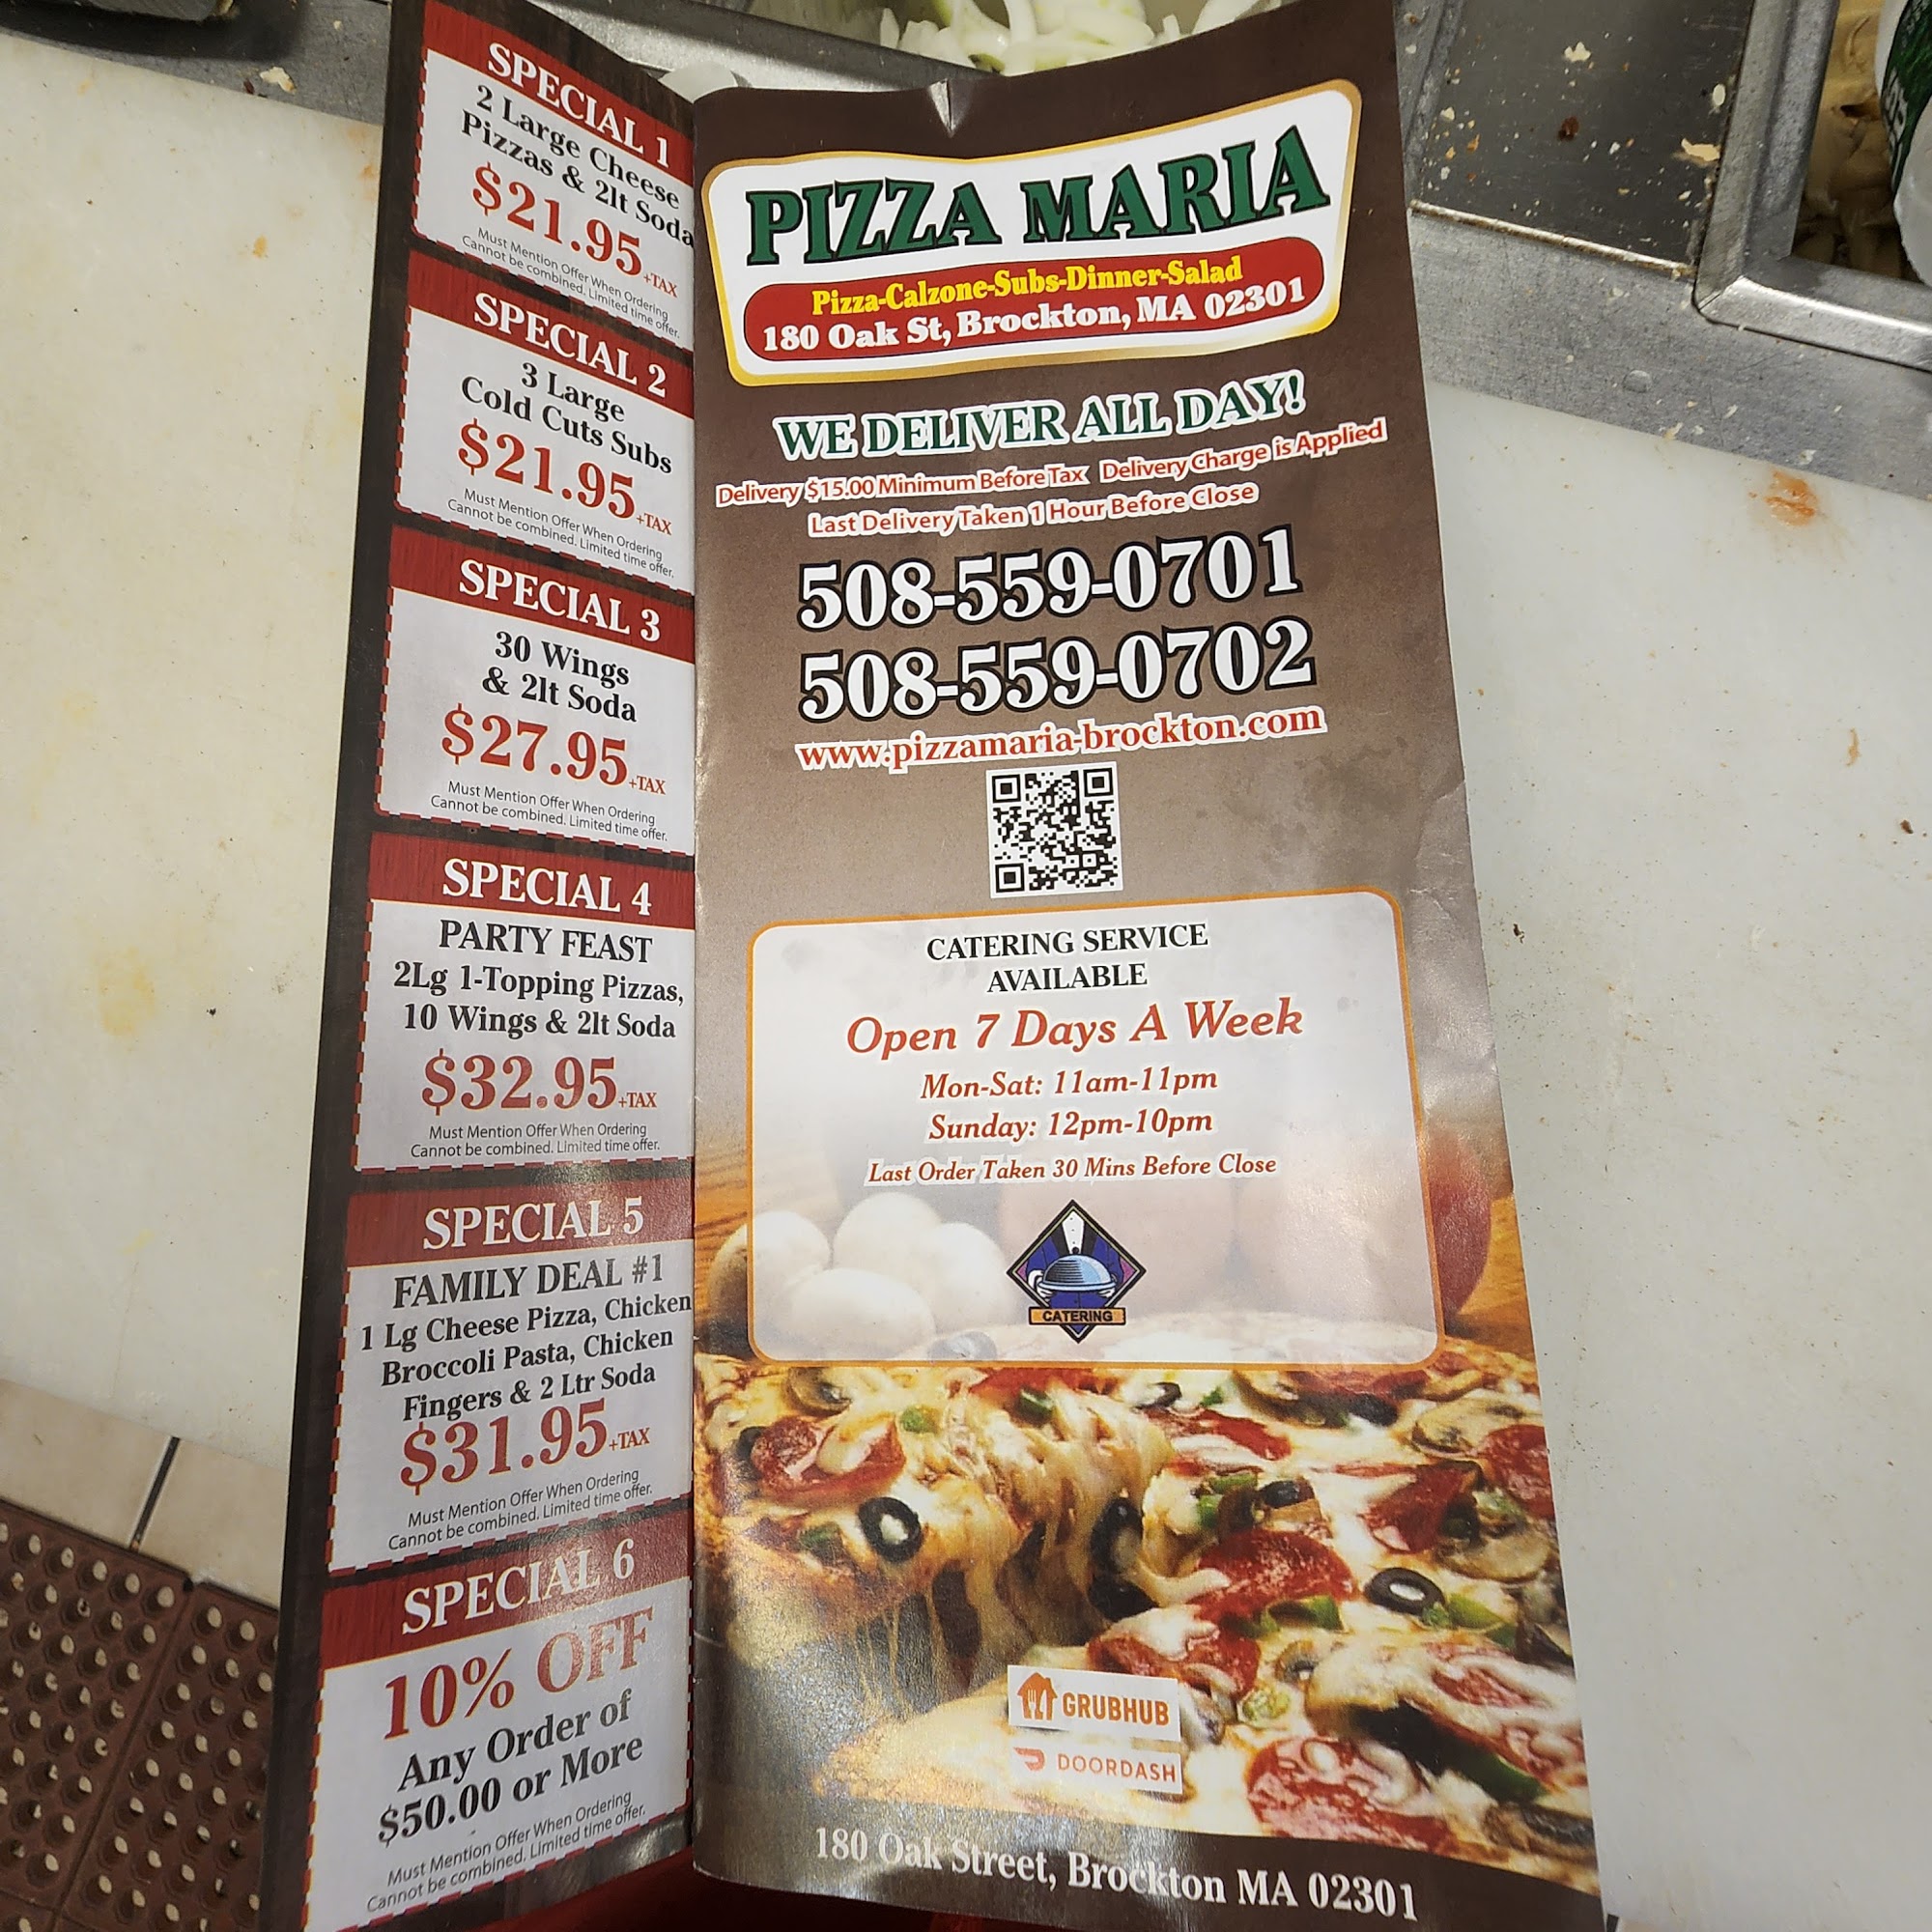 SPECIAL 1
2 Large Cheese
Pizzas & 2lt Soda
$21.95 +TAX
Must Mention Offer When Ordering
Cannot be combined. Limited time offer.
SPECIAL 2
3 Large
Cold Cuts Subs
$21.95 +TAX
Must Mention Offer When Ordering
Cannot be combined. Limited time offer.
SPECIAL 3
30 Wings
& 2lt Soda
$27.95 +TAX
Must Mention Offer When Ordering
Cannot be combined. Limited time offer.
SPECIAL 4
PARTY FEAST
2Lg 1-Topping Pizzas,
10 Wings & 2lt Soda
$32.95 +TAX
Must Mention Offer When Ordering
Cannot be combined. Limited time offer.
SPECIAL 5
FAMILY DEAL #1
1 Lg Cheese Pizza, Chicken
Broccoli Pasta, Chicken
Fingers & 2 Ltr Soda
$31.95 +TAX
Must Mention Offer When Ordering
Cannot be combined. Limited time offer.
SPECIAL 6
10% OFF
Any Order of
$50.00 or More
Must Mention Offer When Ordering
Cannot be combined. Limited time offer.
PIZZA MARIA
Pizza-Calzone-Subs-Dinner-Salad
180 Oak St, Brockton, MA 02301
WE DELIVER ALL DAY!
Delivery $15.00 Minimum Before Tax Delivery Charge is Applied
Last Delivery Taken 1 Hour Before Close
508-559-0701
508-559-0702
www.pizzamaria-brockton.com
CATERING SERVICE
AVAILABLE
Open 7 Days A Week
Mon-Sat: 11am-11pm
Sunday: 12pm-10pm
Last Order Taken 30 Mins Before Close
CATERING
GRUBHUB
DOORDASH
180 Oak Street, Brockton MA 02301